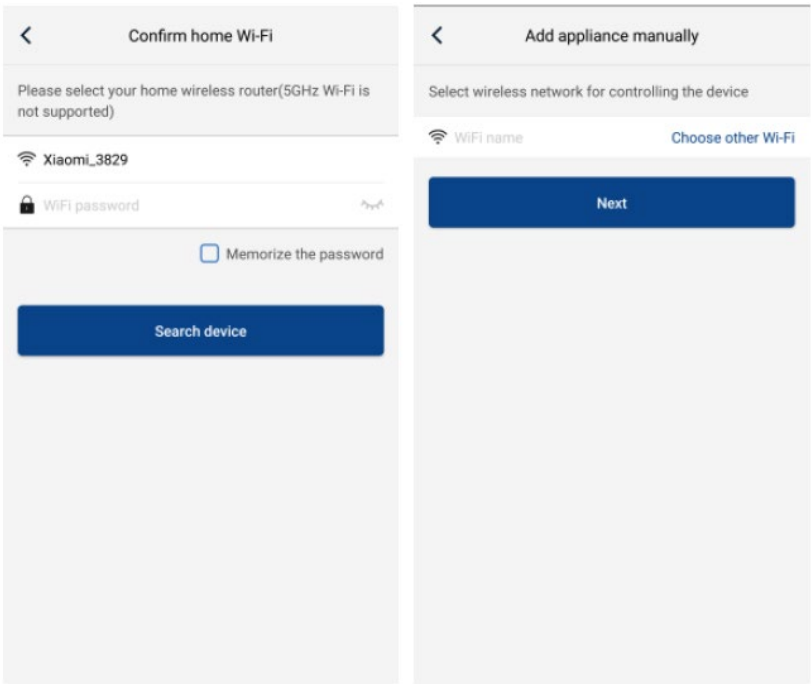 Confirm home Wi-Fi
Please select your home wireless router(5GHz Wi-Fi is
not supported)
Xiaomi_3829
WiFi password
Memorize the password
Search device
Add appliance manually
Select wireless network for controlling the device
WiFi name Choose other Wi-Fi
Next